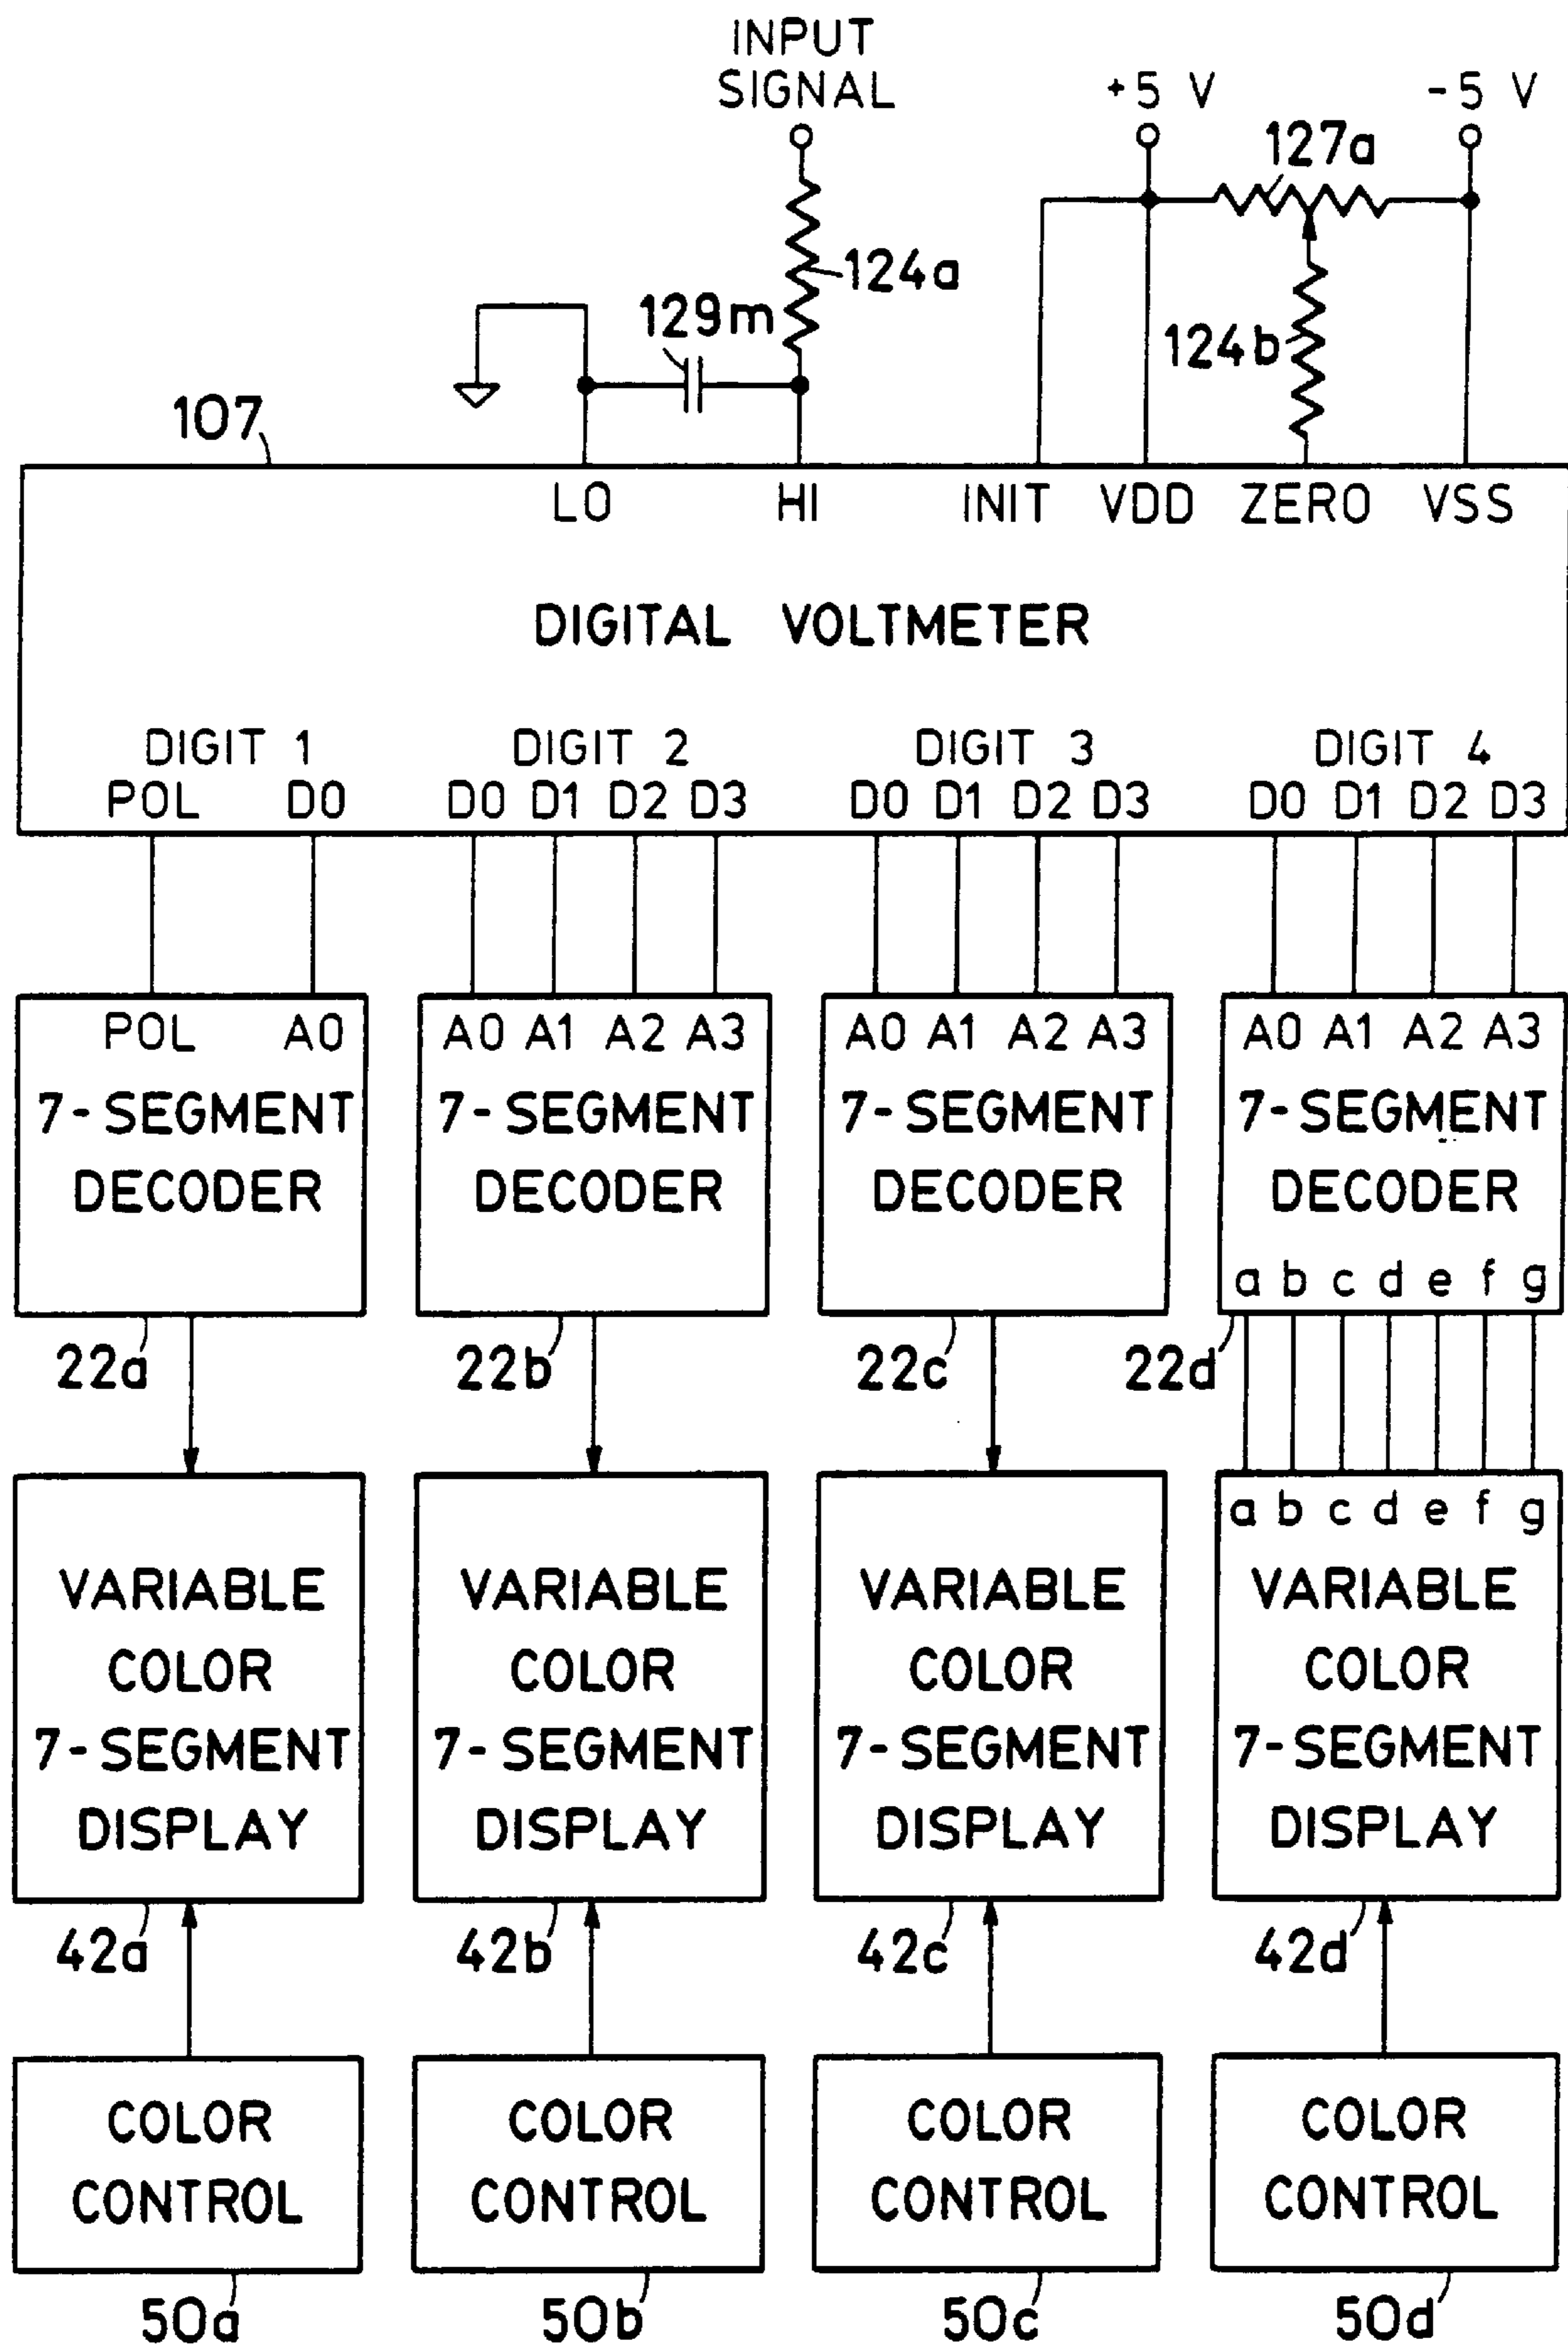 INPUT
SIGNAL
+5 V
-5 V
127a
124a
129m
124b
107
LO HI INIT VDD ZERO VSS
DIGITAL VOLTMETER
DIGIT 1 DIGIT 2 DIGIT 3 DIGIT 4
POL D0 D0 D1 D2 D3 D0 D1 D2 D3 D0 D1 D2 D3
POL A0 A0 A1 A2 A3 A0 A1 A2 A3 A0 A1 A2 A3
7-SEGMENT 7-SEGMENT 7-SEGMENT 7-SEGMENT
DECODER DECODER DECODER DECODER
a b c d e f g
22a 22b 22c 22d
a b c d e f g
VARIABLE VARIABLE VARIABLE VARIABLE
COLOR COLOR COLOR COLOR
7-SEGMENT 7-SEGMENT 7-SEGMENT 7-SEGMENT
DISPLAY DISPLAY DISPLAY DISPLAY
42a 42b 42c 42d
COLOR COLOR COLOR COLOR
CONTROL CONTROL CONTROL CONTROL
50a 50b 50c 50d